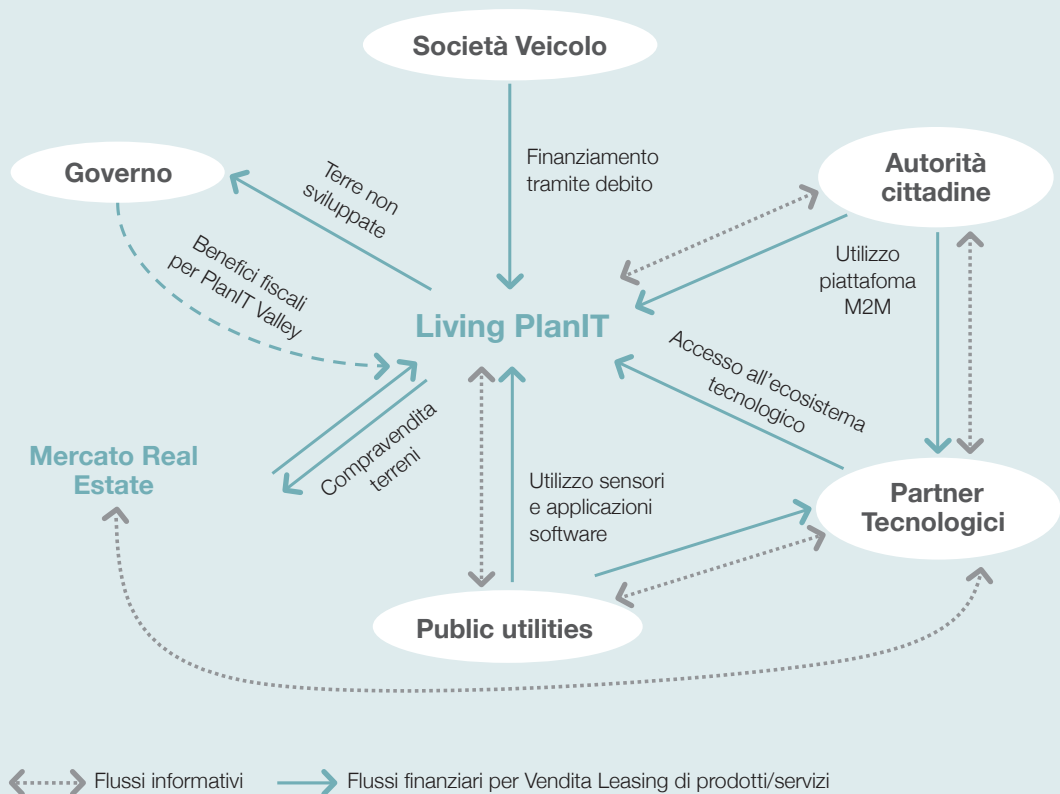 Società Veicolo
Governo
Terre non
sviluppate
Finanziamento
tramite debito
Autorità
cittadine
Benefici fiscali
per PlanIT Valley
Utilizzo
piattafoma
M2M
Living PlanIT
Accesso all'ecosistema
tecnologico
Mercato Real
Estate
Compravendita
terreni
Utilizzo sensori
e applicazioni
software
Partner
Tecnologici
Public utilities
Flussi informativi
Flussi finanziari per Vendita Leasing di prodotti/servizi